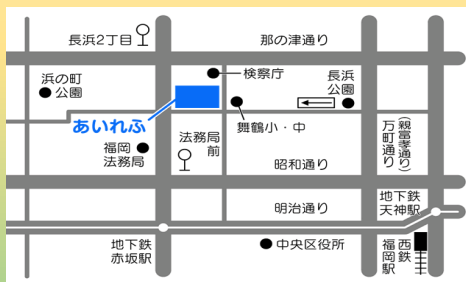 長浜2丁目
那の津通り
検察庁
浜の町
公園
長浜
公園
あいれふ
舞鶴小・中
福岡
法務局
法務局
前
昭和通り
(親富孝通り)
万町通り
明治通り
地下鉄
天神駅
地下鉄
赤坂駅
中央区役所
西鉄
福岡駅